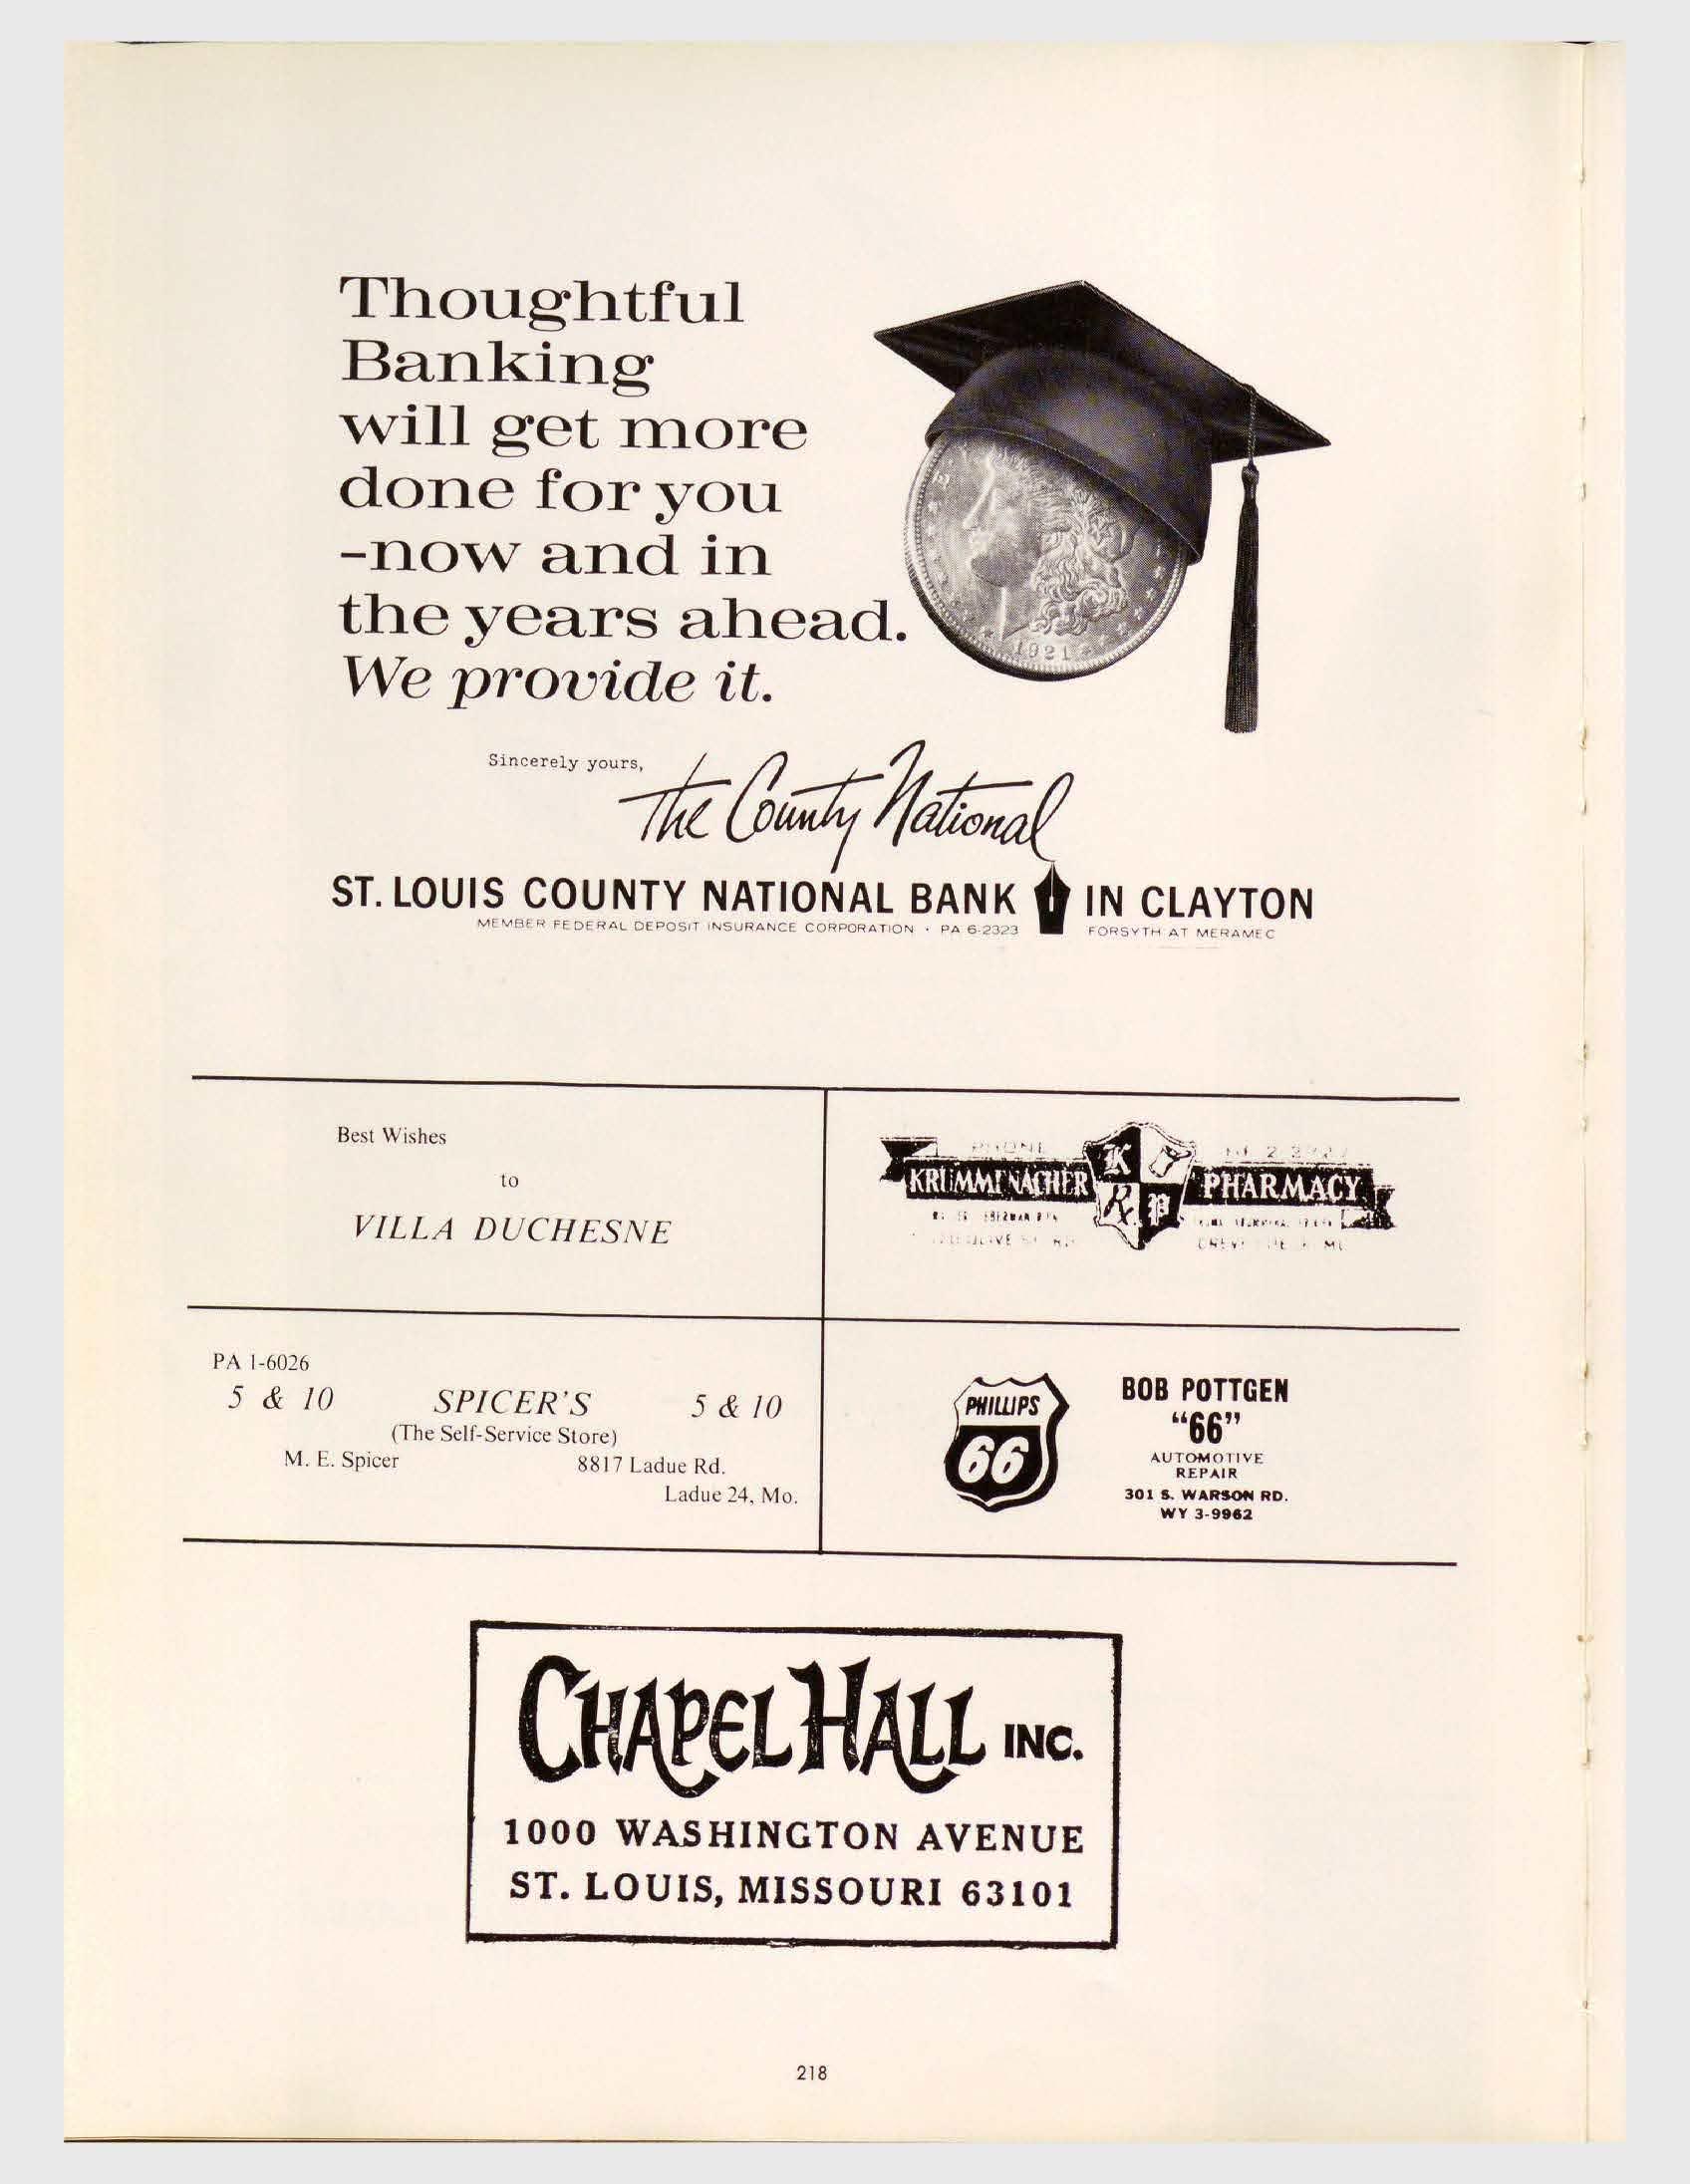 Thoughtful
Banking
will get more
done for you
-now and in
the years ahead.
We provide it.
1921
Sincerely yours,
The County National
ST. LOUIS COUNTY NATIONAL BANK IN CLAYTON
MEMBER FEDERAL DEPOSIT INSURANCE CORPORATION · PA 6-2323
FORSYTH AT MERAMEC
Best Wishes
to
VILLA DUCHESNE
PHONE
KRUMMENACHER K Rx P PHARMACY
PA 1-6026
5 & 10 SPICER'S 5 & 10
(The Self-Service Store)
M. E. Spicer 8817 Ladue Rd.
Ladue 24, Mo.
PHILLIPS
66
BOB POTTGEN
“66”
AUTOMOTIVE
REPAIR
301 S. WARSON RD.
WY 3-9962
CHAPEL HALL INC.
1000 WASHINGTON AVENUE
ST. LOUIS, MISSOURI 63101
218